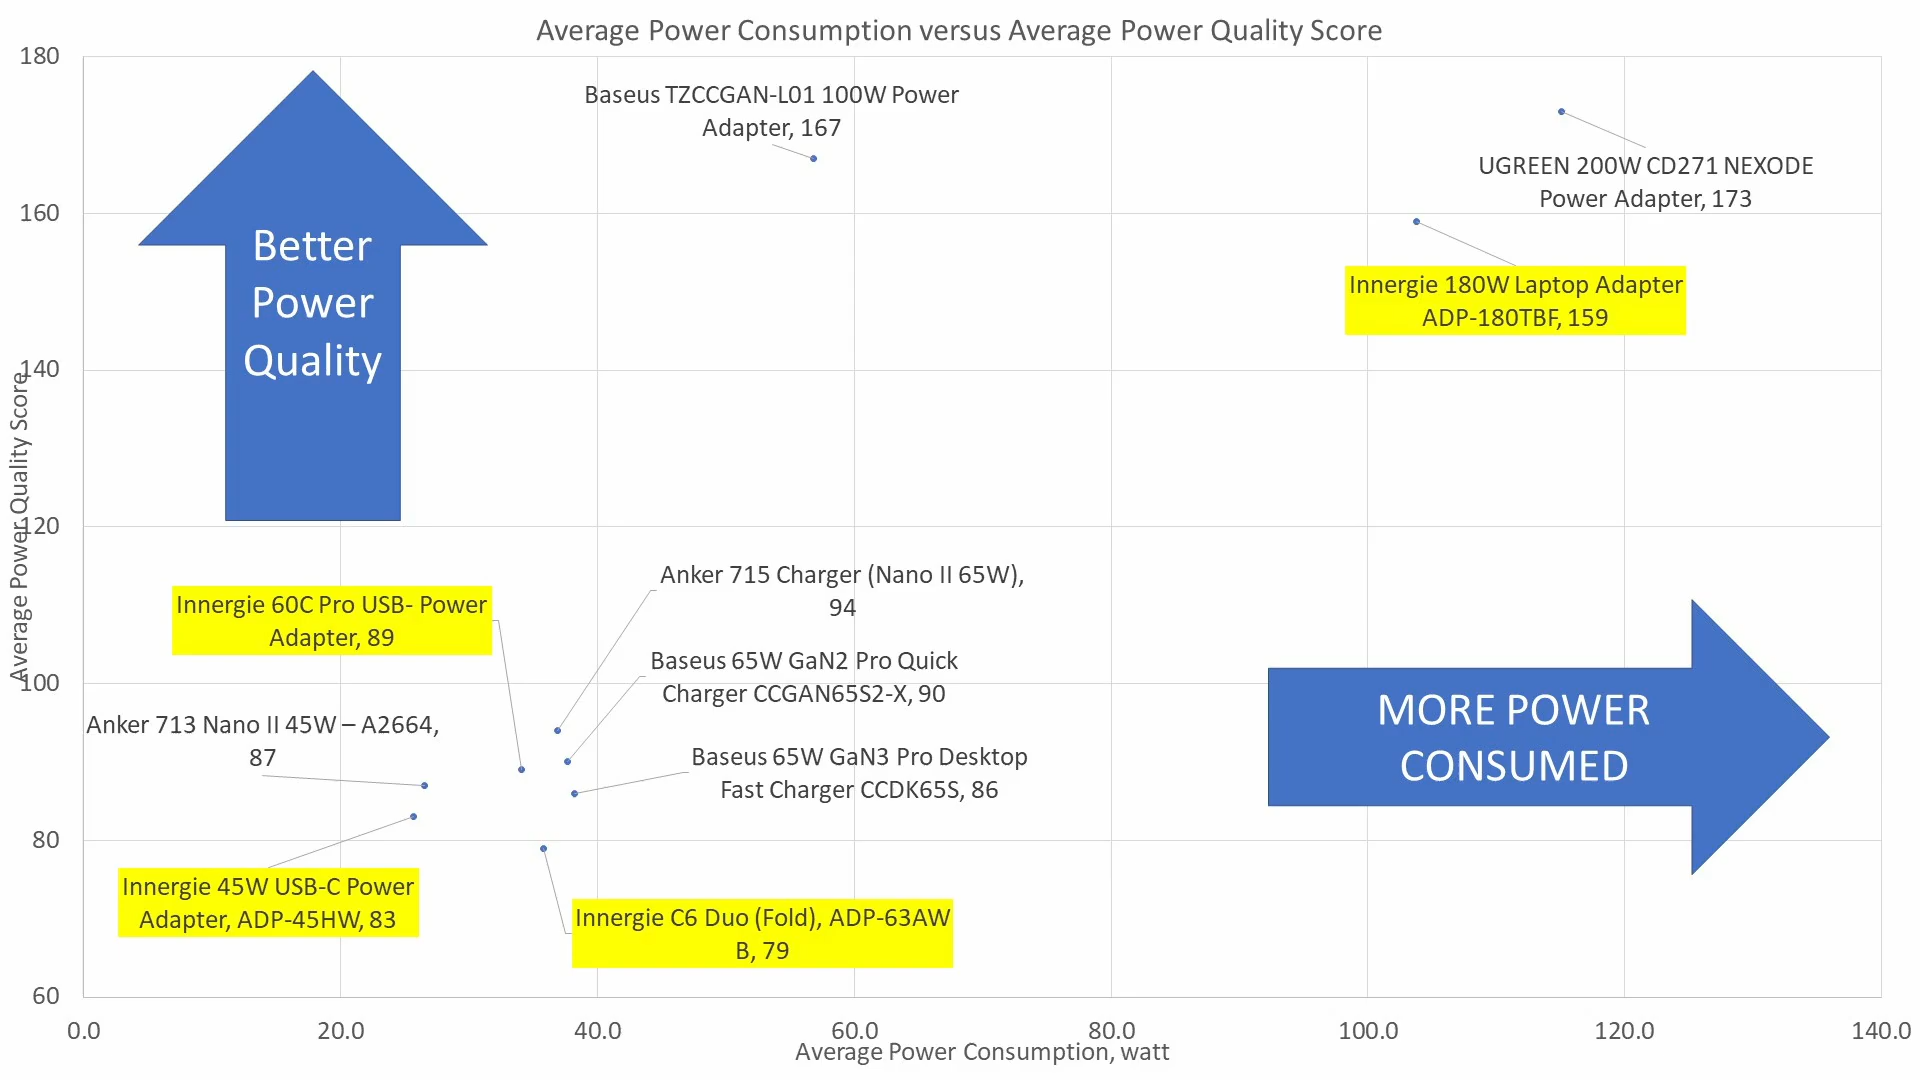 Average Power Consumption versus Average Power Quality Score
180
160
140
120
100
80
60
Average Power Quality Score
Better
Power
Quality
Baseus TZCCGAN-L01 100W Power
Adapter, 167
UGREEN 200W CD271 NEXODE
Power Adapter, 173
Innergie 180W Laptop Adapter
ADP-180TBF, 159
Innergie 60C Pro USB- Power
Adapter, 89
Anker 715 Charger (Nano II 65W),
94
Baseus 65W GaN2 Pro Quick
Charger CCGAN65S2-X, 90
Anker 713 Nano II 45W – A2664,
87
Baseus 65W GaN3 Pro Desktop
Fast Charger CCDK65S, 86
MORE POWER
CONSUMED
Innergie 45W USB-C Power
Adapter, ADP-45HW, 83
Innergie C6 Duo (Fold), ADP-63AW
B, 79
0.0 20.0 40.0 60.0 80.0 100.0 120.0 140.0
Average Power Consumption, watt